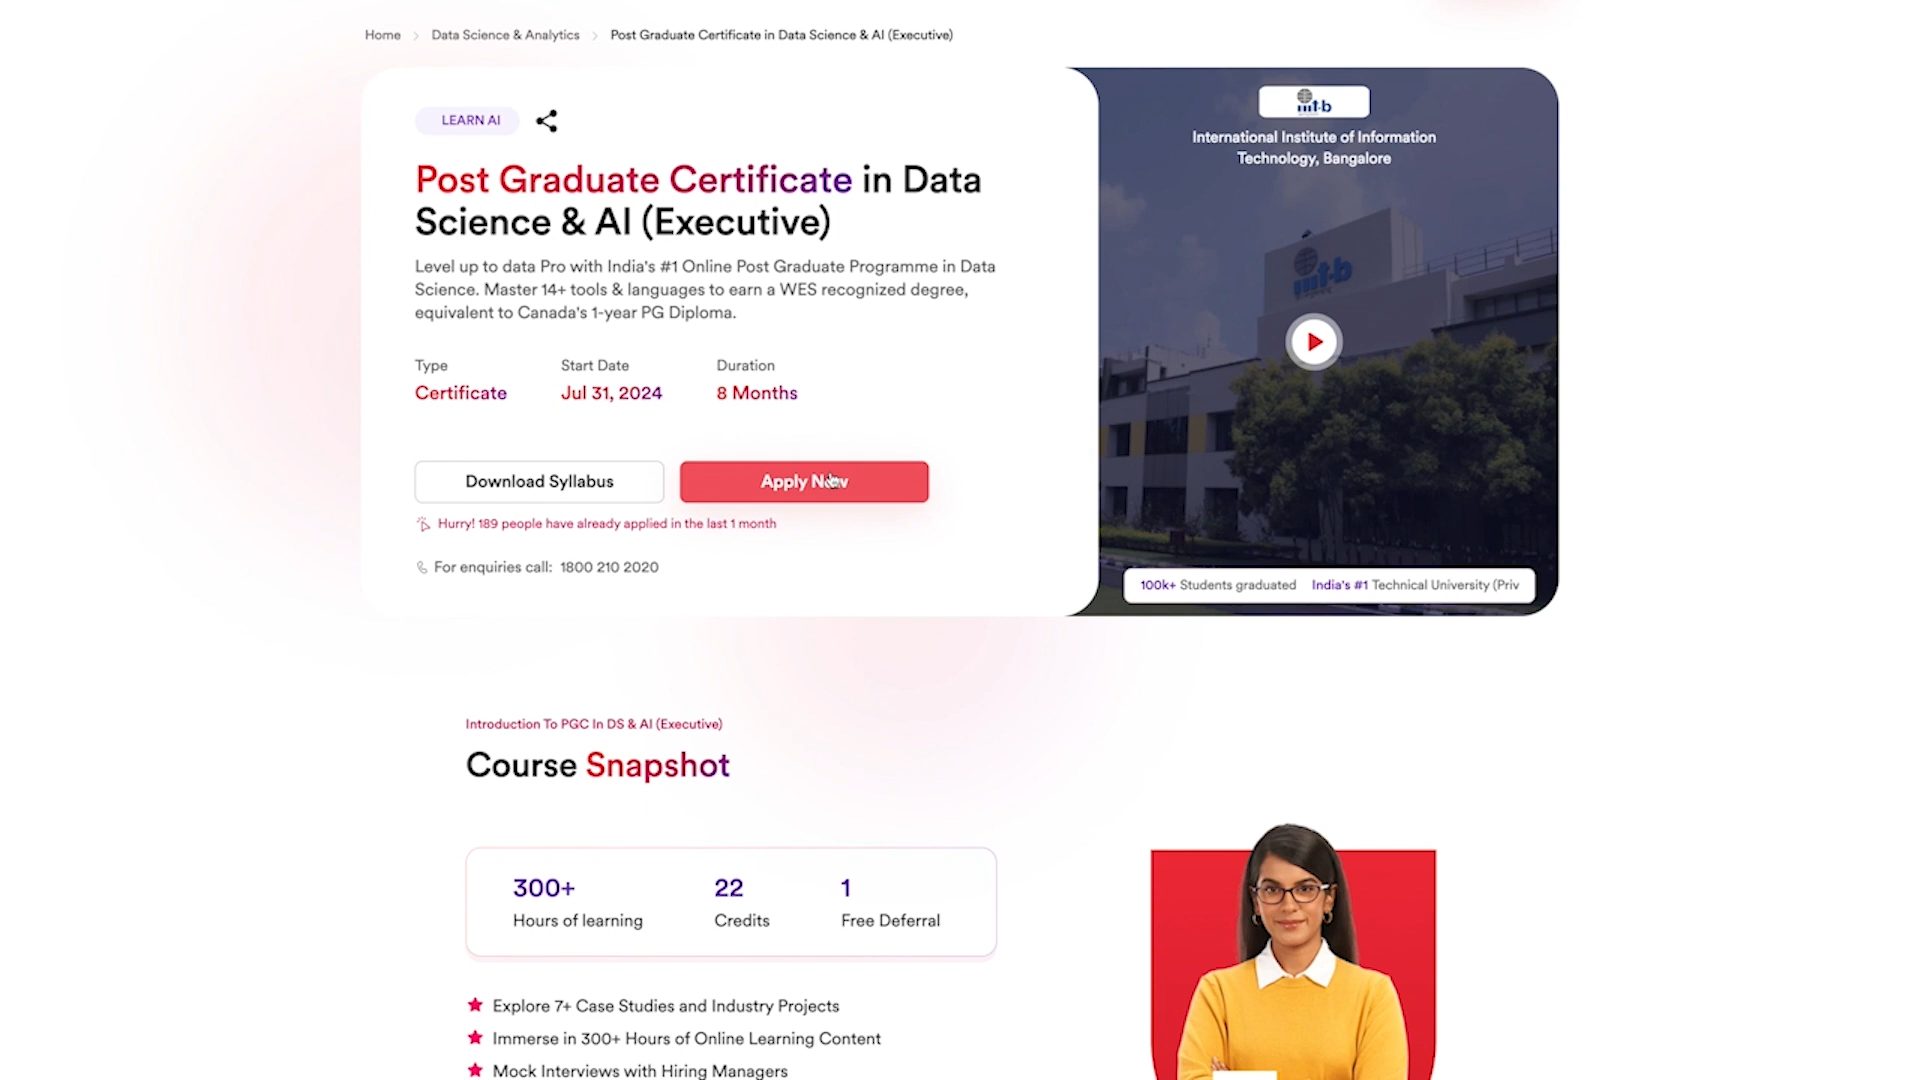 Home > Data Science & Analytics > Post Graduate Certificate in Data Science & AI (Executive)
LEARN AI
Post Graduate Certificate in Data
Science & AI (Executive)
Level up to data Pro with India's #1 Online Post Graduate Programme in Data
Science. Master 14+ tools & languages to earn a WES recognized degree,
equivalent to Canada's 1-year PG Diploma.
Type
Start Date
Duration
Certificate
Jul 31, 2024
8 Months
Download Syllabus
Apply Now
Hurry! 189 people have already applied in the last 1 month
For enquiries call: 1800 210 2020
iiit-b
International Institute of Information
Technology, Bangalore
iiit-b
100k+ Students graduated India's #1 Technical University (Priv
Introduction To PGC In DS & AI (Executive)
Course Snapshot
300+
22
1
Hours of learning
Credits
Free Deferral
Explore 7+ Case Studies and Industry Projects
Immerse in 300+ Hours of Online Learning Content
Mock Interviews with Hiring Managers